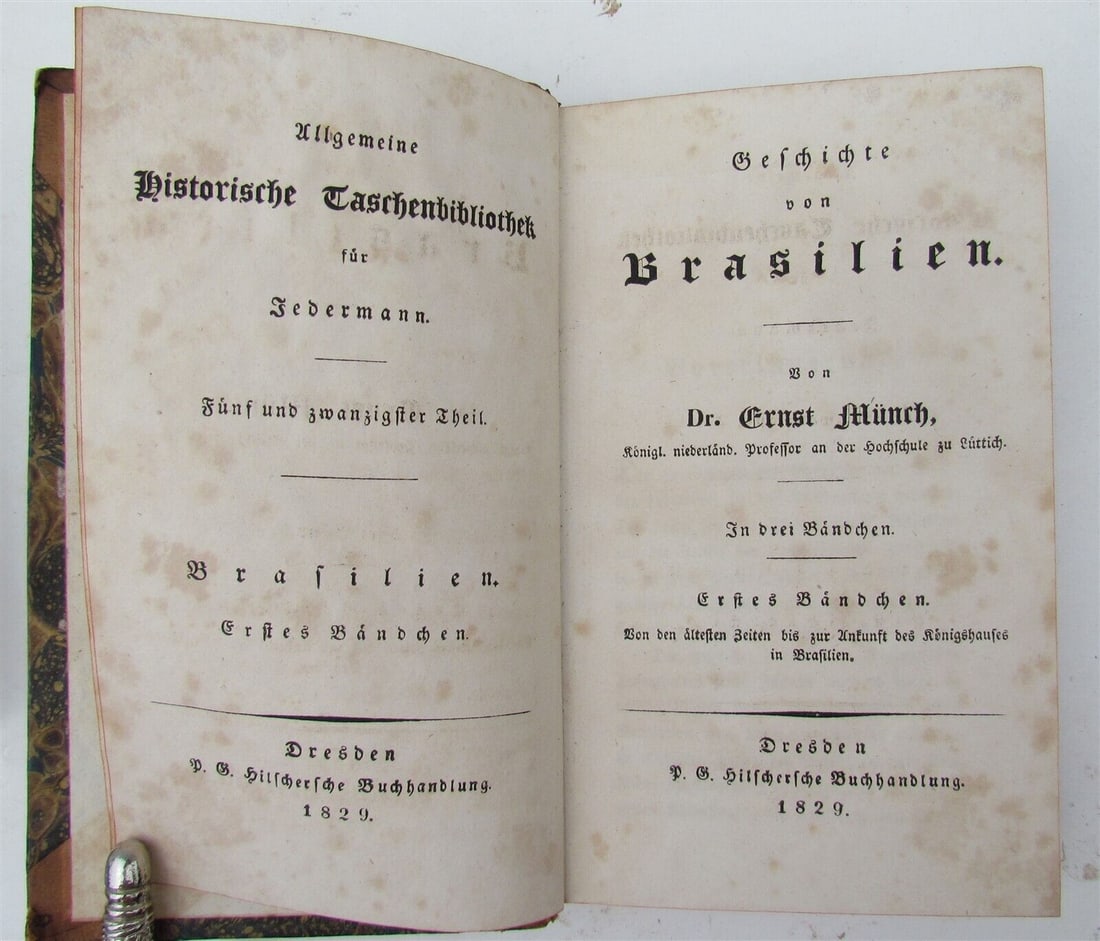 Allgemeine
Historische Taschenbibliothek
für
Jedermann.
Fünf und zwanzigſter Theil.
Braſilien.
Erſtes Bändchen.
Dresden
P. G. Hilſcherſche Buchhandlung.
1829.
Geſchichte
von
Brasilien.
Von
Dr. Ernst Münch,
Königl. niederländ. Profeſſor an der Hochſchule zu Lüttich.
In drei Bändchen.
Erſtes Bändchen.
Von den älteſten Zeiten bis zur Ankunft des Königshauſes
in Braſilien.
Dresden
P. G. Hilſcherſche Buchhandlung.
1829.